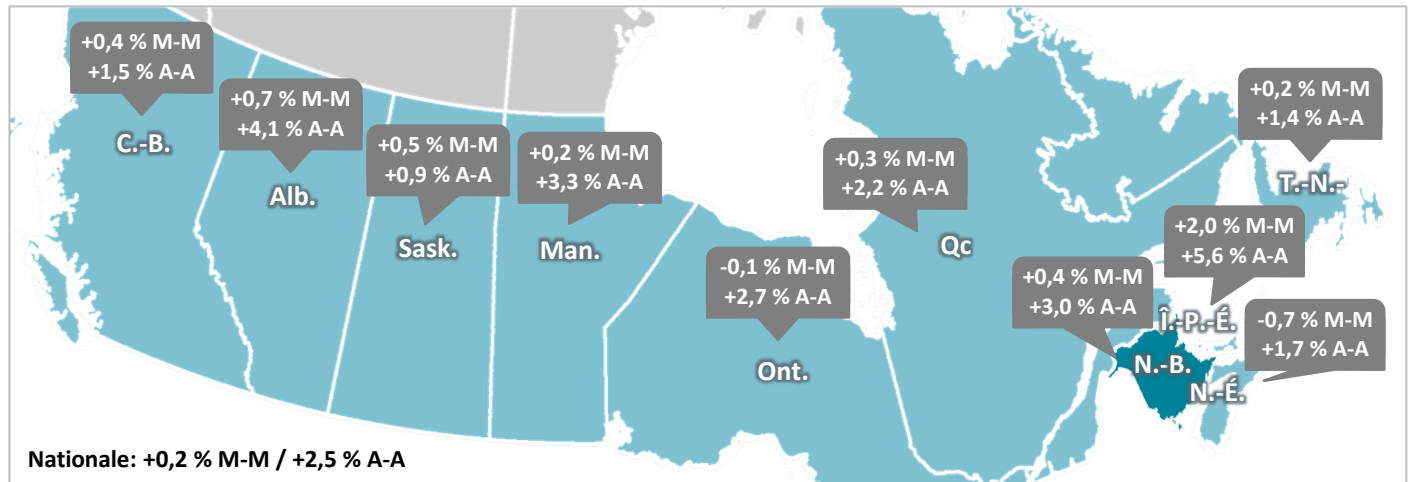 +0,4 % M-M
+1,5 % A-A
C.-B.
+0,7 % M-M
+4,1 % A-A
Alb.
+0,5 % M-M
+0,9 % A-A
Sask.
+0,2 % M-M
+3,3 % A-A
Man.
-0,1 % M-M
+2,7 % A-A
Ont.
+0,3 % M-M
+2,2 % A-A
Qc
+0,2 % M-M
+1,4 % A-A
T.-N.-
+2,0 % M-M
+5,6 % A-A
Î.-P.-É.
+0,4 % M-M
+3,0 % A-A
N.-B.
-0,7 % M-M
+1,7 % A-A
N.-É.
Nationale: +0,2 % M-M / +2,5 % A-A